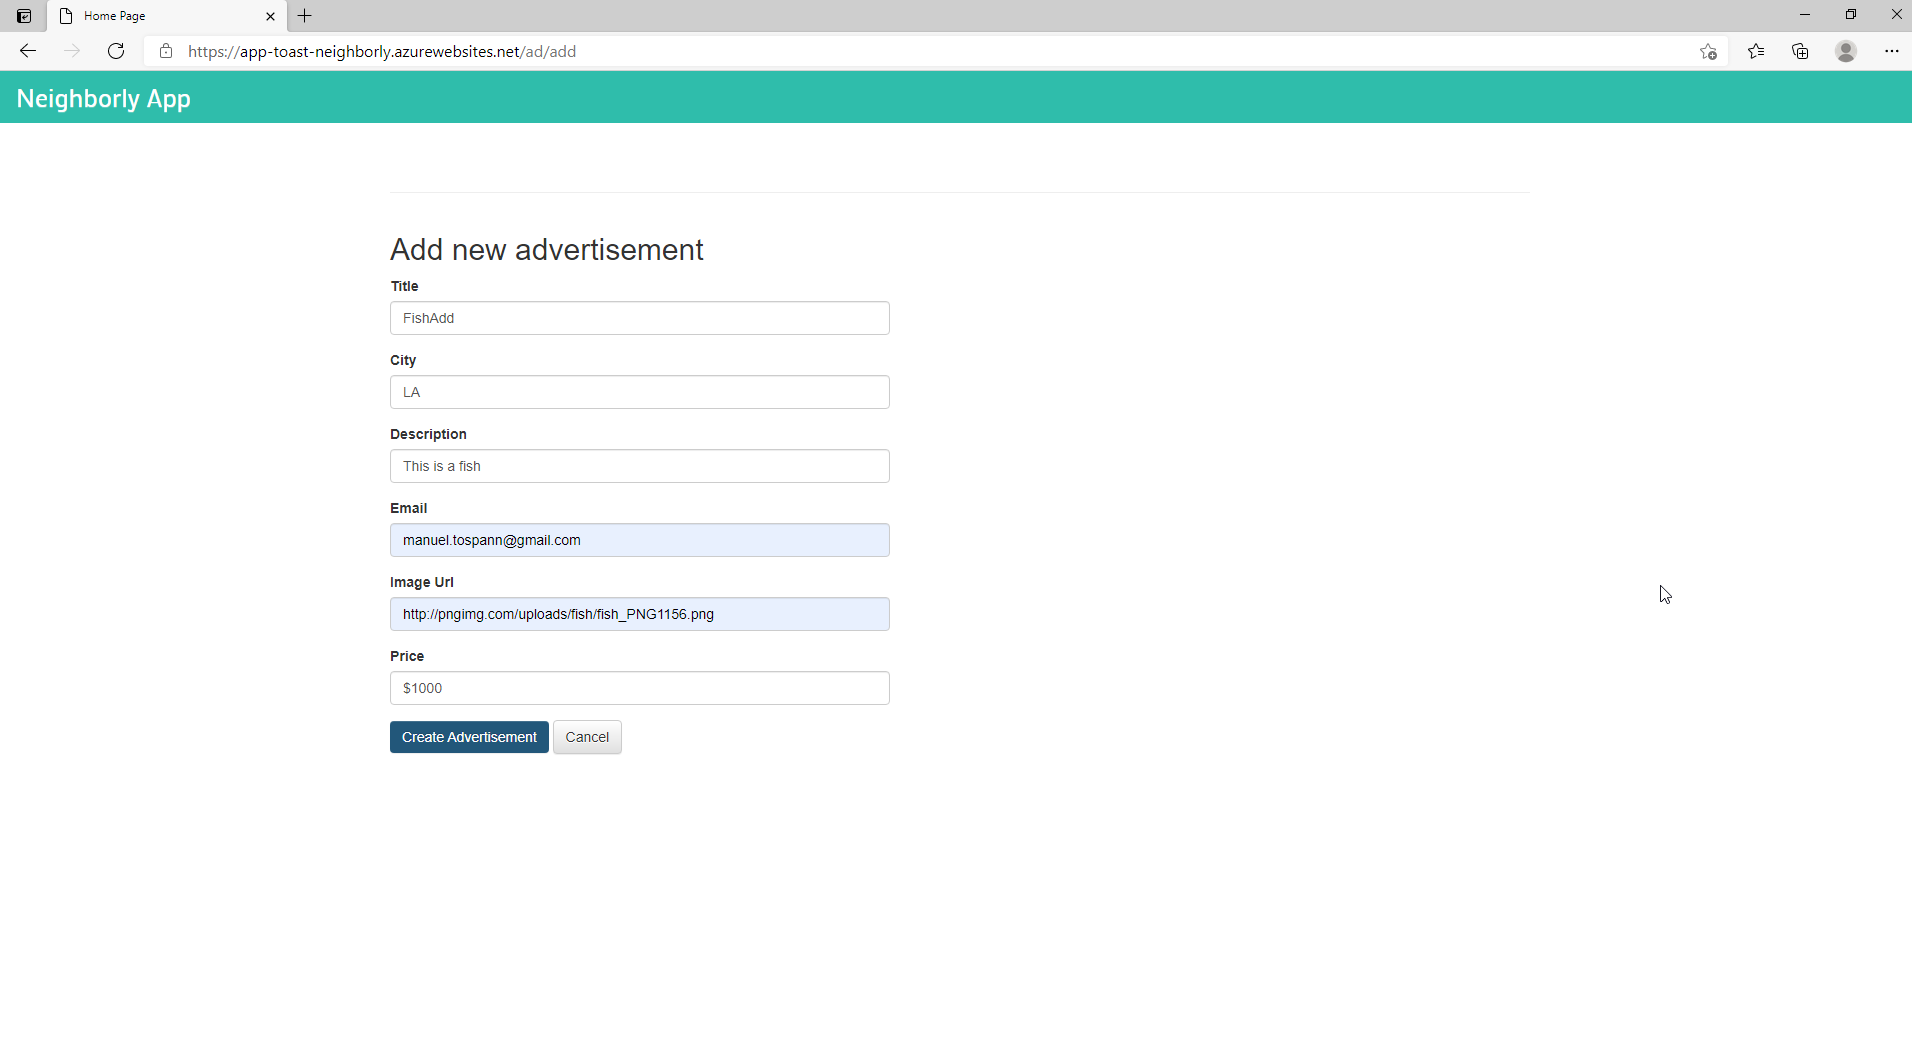 Home Page
https://app-toast-neighborly.azurewebsites.net/ad/add
Neighborly App
Add new advertisement
Title
FishAdd
City
LA
Description
This is a fish
Email
manuel.tospann@gmail.com
Image Url
http://pngimg.com/uploads/fish/fish_PNG1156.png
Price
$1000
Create Advertisement Cancel